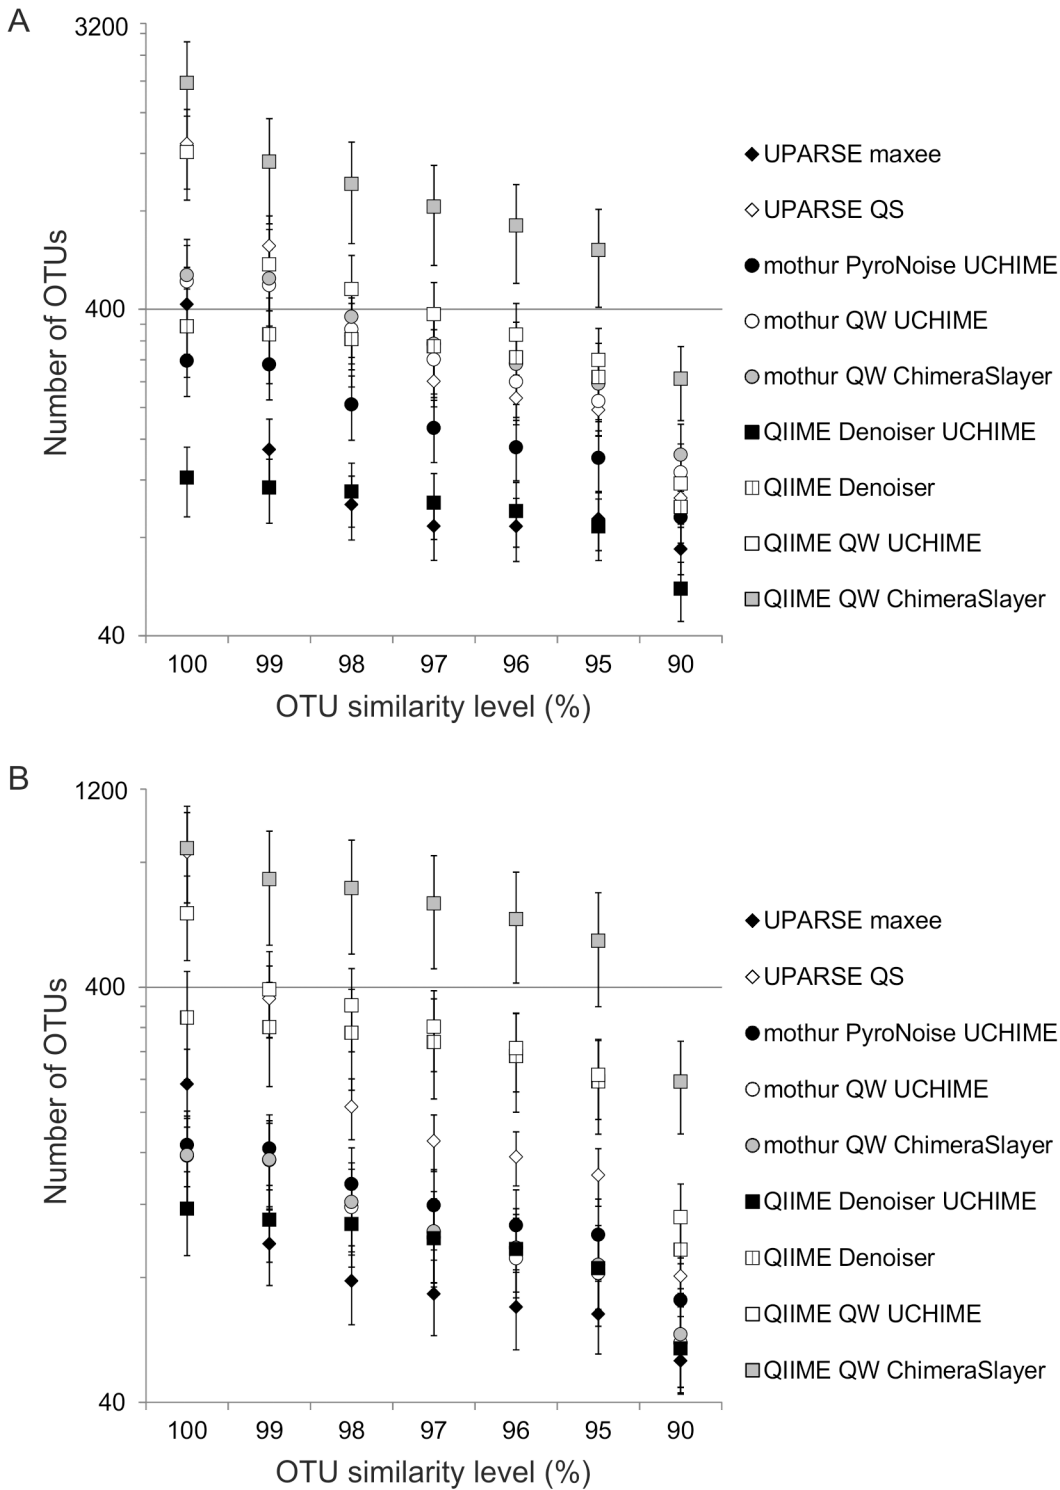 A
3200
400
40
Number of OTUs
100 99 98 97 96 95 90
OTU similarity level (%)
UPARSE maxee
UPARSE QS
mothur PyroNoise UCHIME
mothur QW UCHIME
mothur QW ChimeraSlayer
QIIME Denoiser UCHIME
QIIME Denoiser
QIIME QW UCHIME
QIIME QW ChimeraSlayer
B
1200
400
40
Number of OTUs
100 99 98 97 96 95 90
OTU similarity level (%)
UPARSE maxee
UPARSE QS
mothur PyroNoise UCHIME
mothur QW UCHIME
mothur QW ChimeraSlayer
QIIME Denoiser UCHIME
QIIME Denoiser
QIIME QW UCHIME
QIIME QW ChimeraSlayer